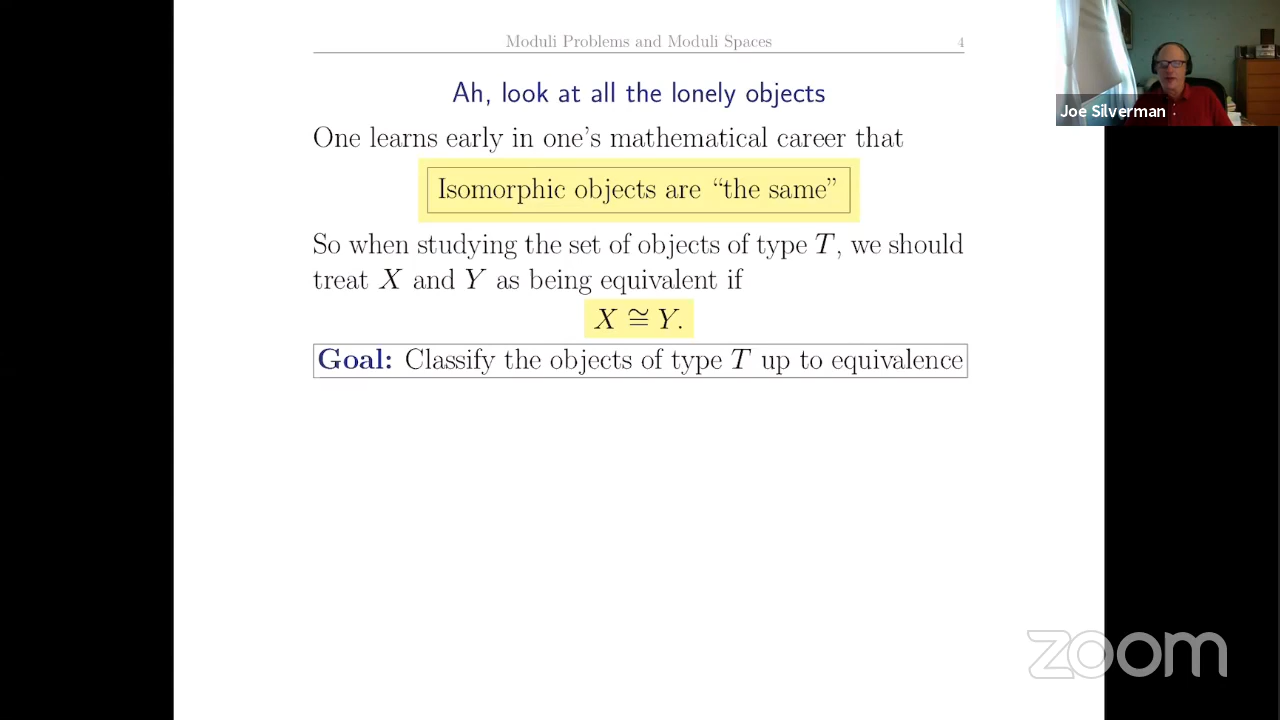 Moduli Problems and Moduli Spaces 4
Ah, look at all the lonely objects
One learns early in one's mathematical career that
Isomorphic objects are “the same”
So when studying the set of objects of type T, we should
treat X and Y as being equivalent if
X ≅ Y.
Goal: Classify the objects of type T up to equivalence
Joe Silverman
zoom